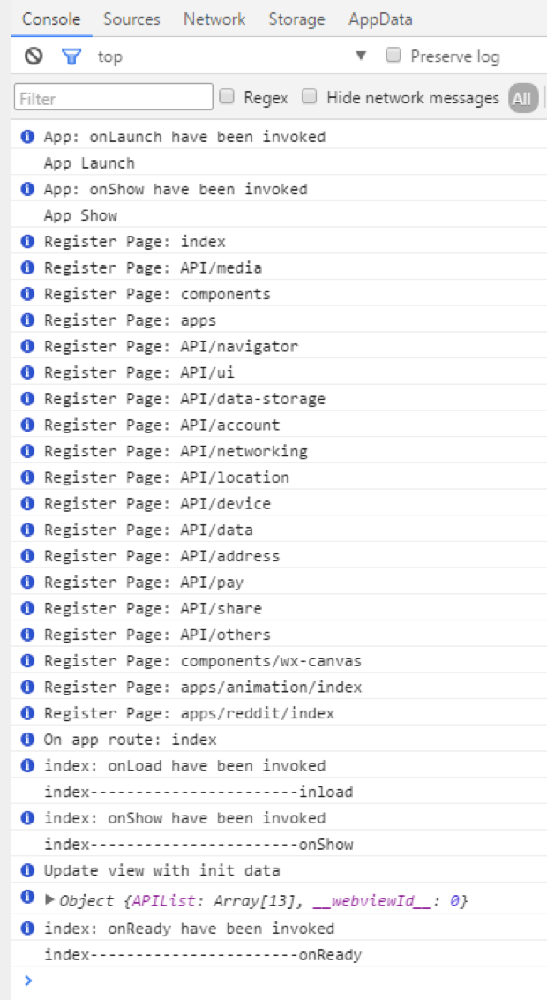 Console Sources Network Storage AppData
top ▼ Preserve log
Filter Regex Hide network messages All
App: onLaunch have been invoked
App Launch
App: onShow have been invoked
App Show
Register Page: index
Register Page: API/media
Register Page: components
Register Page: apps
Register Page: API/navigator
Register Page: API/ui
Register Page: API/data-storage
Register Page: API/account
Register Page: API/networking
Register Page: API/location
Register Page: API/device
Register Page: API/data
Register Page: API/address
Register Page: API/pay
Register Page: API/share
Register Page: API/others
Register Page: components/wx-canvas
Register Page: apps/animation/index
Register Page: apps/reddit/index
On app route: index
index: onLoad have been invoked
index-----------------------inload
index: onShow have been invoked
index-----------------------onShow
Update view with init data
▶ Object {APIList: Array[13], __webviewId__: 0}
index: onReady have been invoked
index-----------------------onReady
>